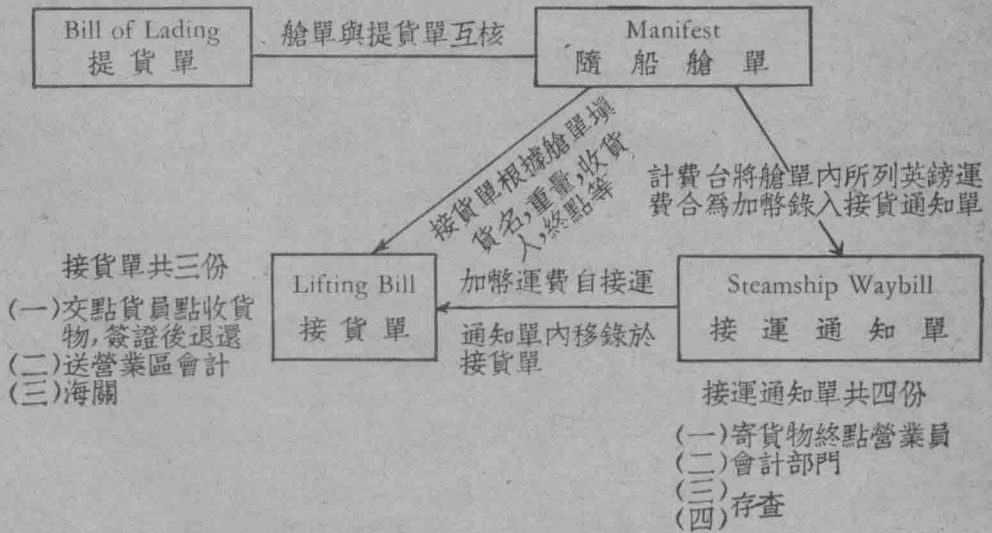 Bill of Lading
提貨單
艙單與提貨單互核
Manifest
隨船艙單
接貨單根據艙單填
貨名,重量,收貨
人,終點等
計費台將艙單內所列英鎊運
費合為加幣錄入接貨通知單
接貨單共三份
(一)交點貨員點收貨
物,簽證後退還
(二)送營業區會計
(三)海關
Lifting Bill
接貨單
加幣運費自接運
通知單內移錄於
接貨單
Steamship Waybill
接運通知單
接運通知單共四份
(一)寄貨物終點營業員
(二)會計部門
(三)
(四)存查